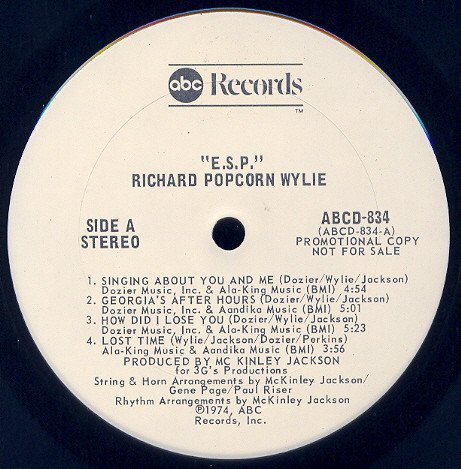 abc Records
TM
"E.S.P."
RICHARD POPCORN WYLIE
SIDE A
STEREO
ABCD-834
(ABCD-834-A)
PROMOTIONAL COPY
NOT FOR SALE
1. SINGING ABOUT YOU AND ME (Dozier/Wylie/Jackson)
Dozier Music, Inc. & Ala-King Music (BMI) 4:54
2. GEORGIA'S AFTER HOURS (Dozier/Wylie/Jackson)
Dozier Music, Inc. & Aandika Music (BMI) 5:01
3. HOW DID I LOSE YOU (Dozier/Wylie/Jackson)
Dozier Music, Inc. & Ala-King Music (BMI) 5:23
4. LOST TIME (Wylie/Jackson/Dozier/Perkins)
Ala-King Music & Aandika Music (BMI) 3:56
PRODUCED BY MC KINLEY JACKSON
for 3G's Productions
String & Horn Arrangements by McKinley Jackson/
Gene Page/Paul Riser
Rhythm Arrangements by McKinley Jackson
Ⓟ1974, ABC
Records, Inc.